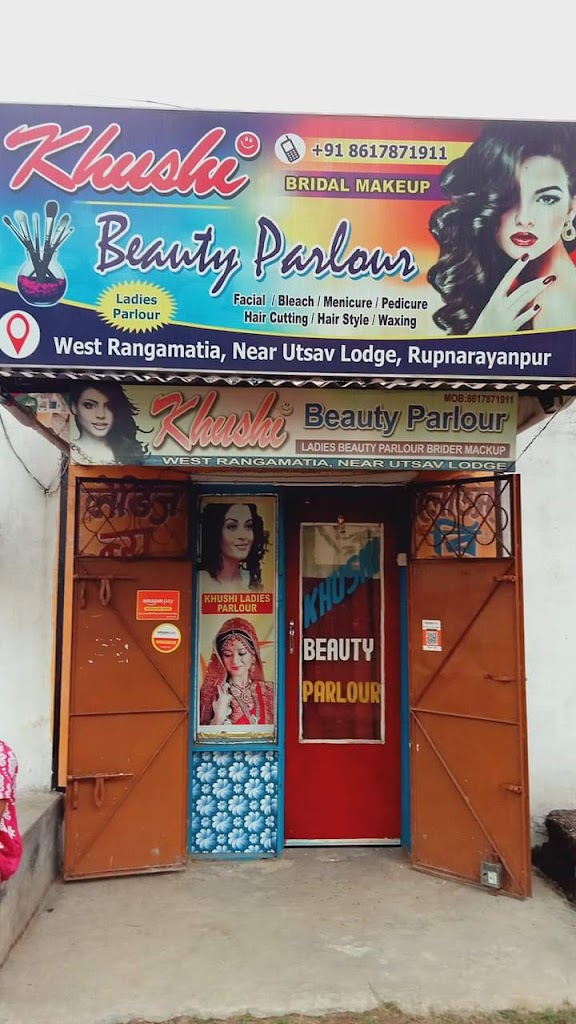 Khushi
+91 8617871911
BRIDAL MAKEUP
Beauty Parlour
Ladies
Parlour
Facial / Bleach / Menicure / Pedicure
Hair Cutting / Hair Style / Waxing
West Rangamatia, Near Utsav Lodge, Rupnarayanpur
MOB:8617871911
Khushi Beauty Parlour
LADIES BEAUTY PARLOUR BRIDER MACKUP
WEST RANGAMATIA, NEAR UTSAV LODGE
लेडिज
KHUSHI LADIES
PARLOUR
KHUSHI
BEAUTY
PARLOUR
amazon pay